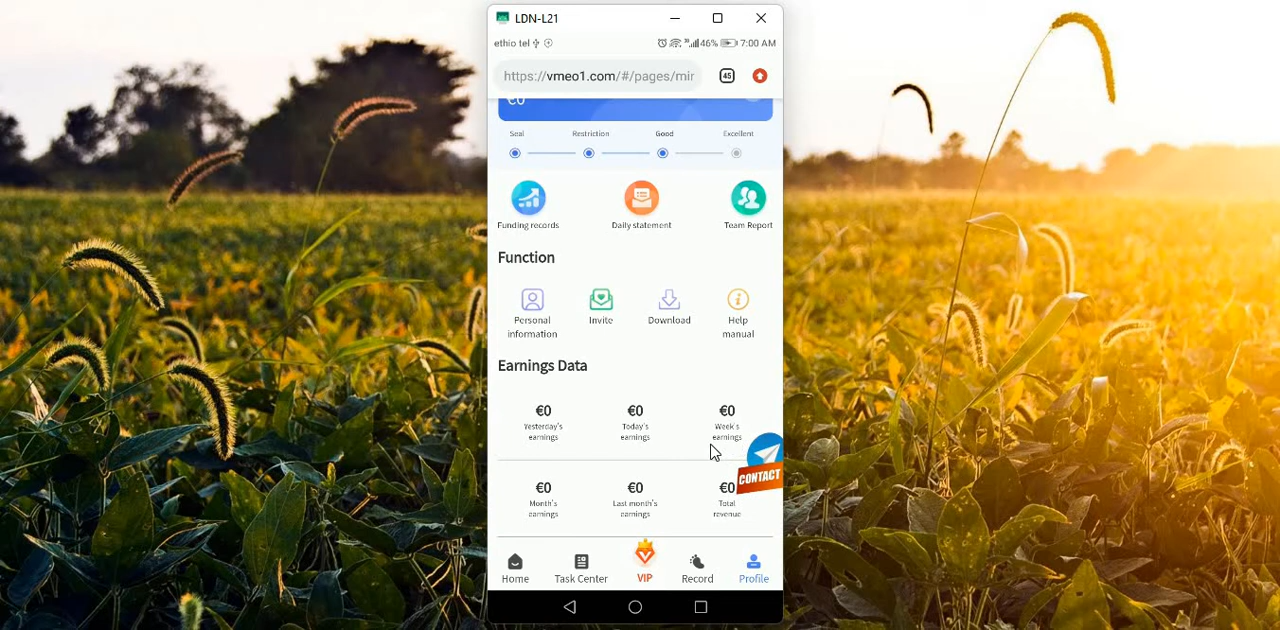 LDN-L21
ethio tel
46% 7:00 AM
https://vmeo1.com/#/pages/mir
45
€0
Seal Restriction Good Excellent
Funding records Daily statement Team Report
Function
Personal information
Invite
Download
Help manual
Earnings Data
€0 €0 €0
Yesterday's earnings
Today's earnings
Week's earnings
CONTACT
€0 €0 €0
Month's earnings
Last month's earnings
Total revenue
Home Task Center VIP Record Profile